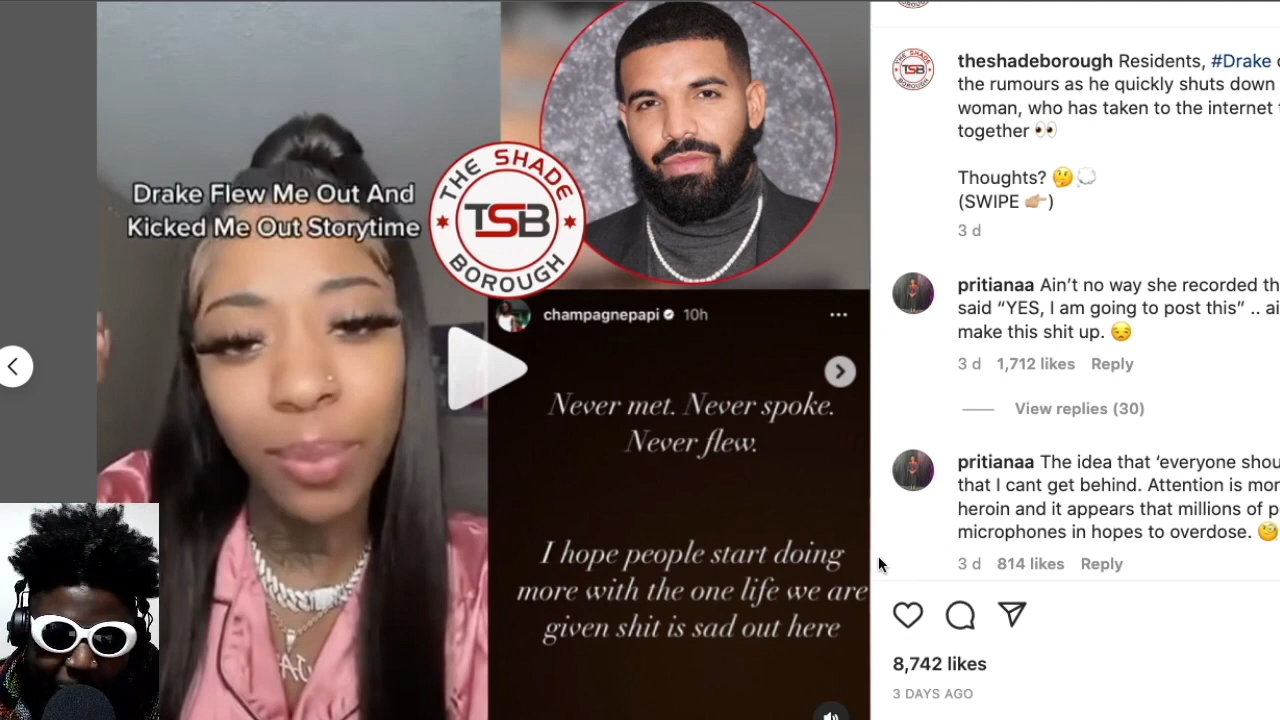 Drake Flew Me Out And
Kicked Me Out Storytime
THE SHADE
TSB
BOROUGH
champagnepapi 10h
Never met. Never spoke.
Never flew.
I hope people start doing
more with the one life we are
given shit is sad out here
THE SHADE
TSB
BOROUGH
theshadeborough Residents, #Drake
the rumours as he quickly shuts down
woman, who has taken to the internet
together 👀
Thoughts? 🤔💭
(SWIPE 👉🏼)
3 d
pritianaa Ain’t no way she recorded th
said “YES, I am going to post this” .. ai
make this shit up. 😒
3 d 1,712 likes Reply
View replies (30)
pritianaa The idea that ‘everyone shou
that I cant get behind. Attention is mor
heroin and it appears that millions of p
microphones in hopes to overdose. 🧐
3 d 814 likes Reply
8,742 likes
3 DAYS AGO